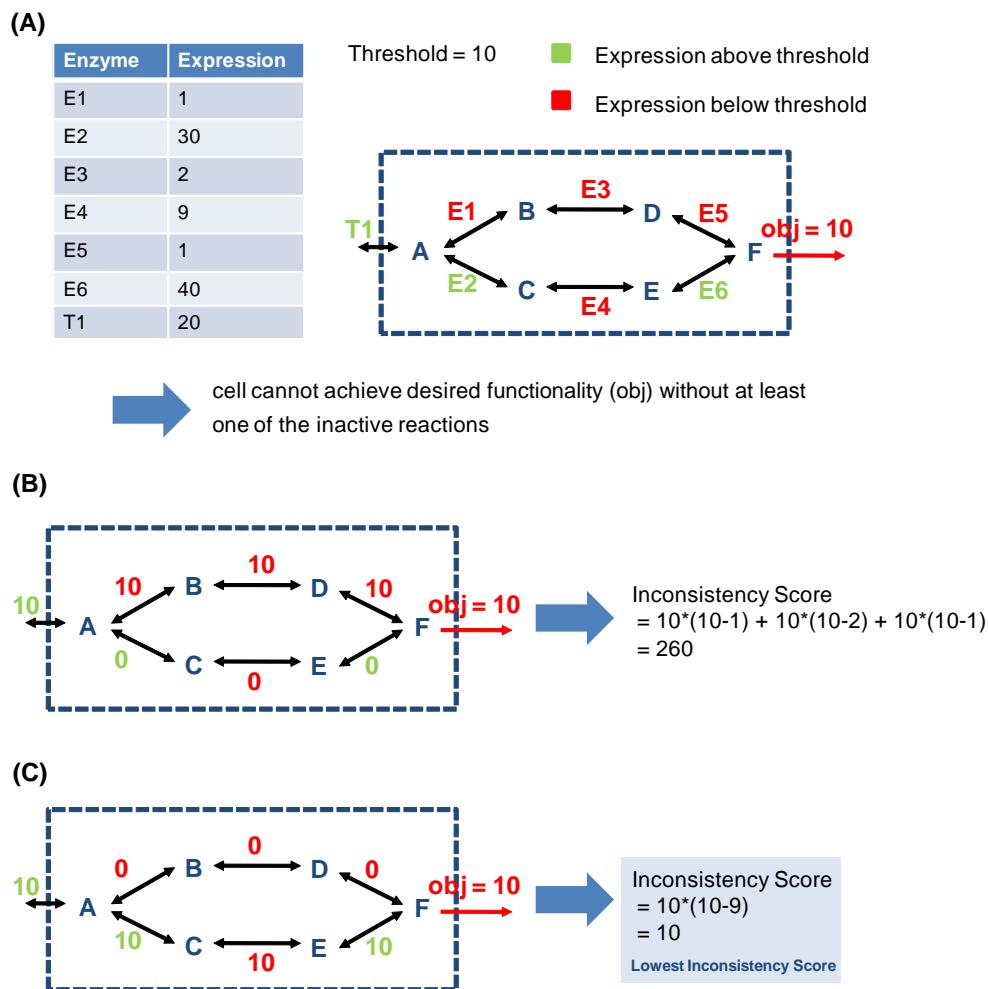 (A)
Enzyme Expression
E1 1
E2 30
E3 2
E4 9
E5 1
E6 40
T1 20
Threshold = 10
Expression above threshold
Expression below threshold
E3
E1 B D E5
T1 A F obj = 10
E2 C E E6
E4
cell cannot achieve desired functionality (obj) without at least
one of the inactive reactions
(B)
10
10 B D 10
10 A F obj = 10
0 C E 0
0
Inconsistency Score
= 10*(10-1) + 10*(10-2) + 10*(10-1)
= 260
(C)
0
0 B D 0
10 A F obj = 10
10 C E 10
10
Inconsistency Score
= 10*(10-9)
= 10
Lowest Inconsistency Score